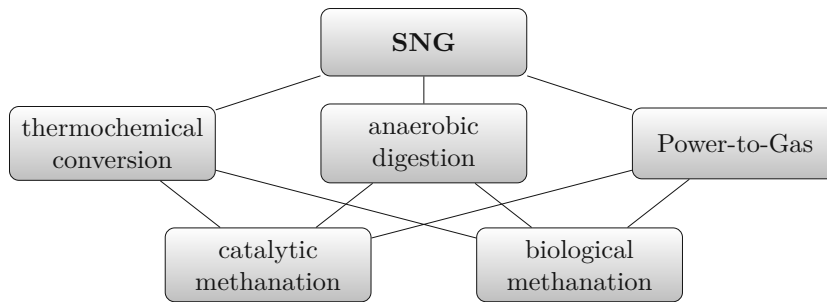 SNG
thermochemical
conversion
anaerobic
digestion
Power-to-Gas
catalytic
methanation
biological
methanation